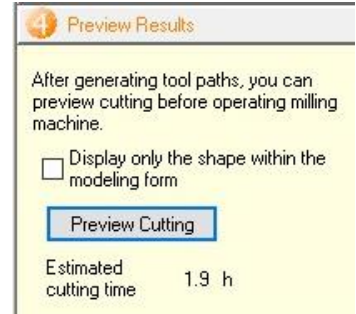 4 Preview Results
After generating tool paths, you can
preview cutting before operating milling
machine.
Display only the shape within the
modeling form
Preview Cutting
Estimated
cutting time 1.9 h